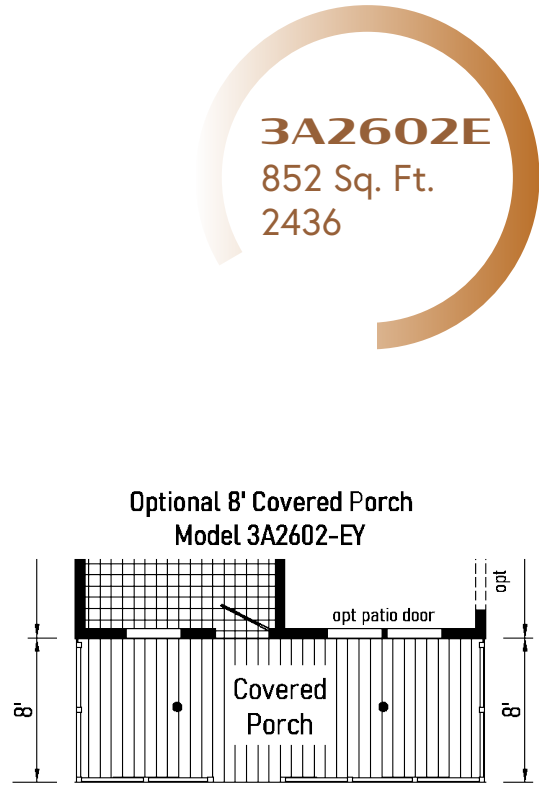 3A2602E
852 Sq. Ft.
2436
Optional 8' Covered Porch
Model 3A2602-EY
opt
opt patio door
8'
Covered
Porch
8'